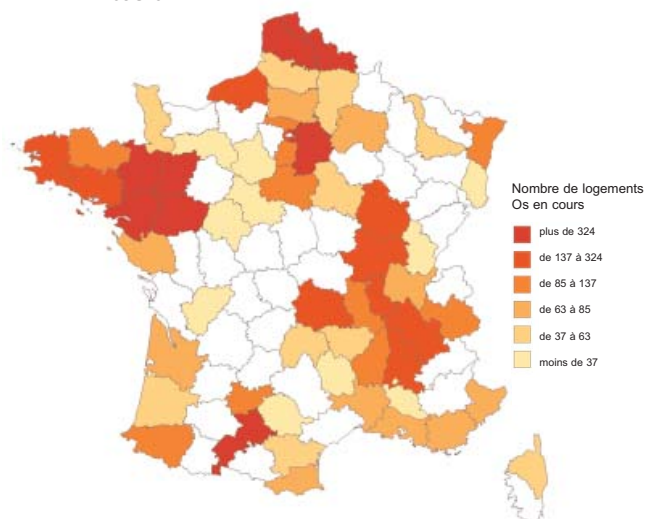 Nombre de logements
Os en cours
plus de 324
de 137 à 324
de 85 à 137
de 63 à 85
de 37 à 63
moins de 37